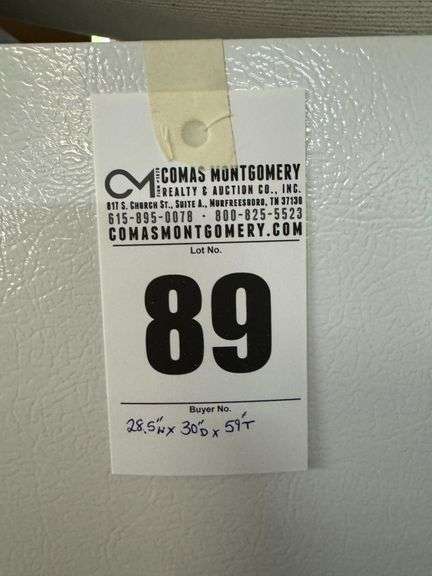 COMAS MONTGOMERY
REALTY & AUCTION CO., INC.
817 S. CHURCH ST., SUITE A., MURFREESBORO, TN 37130
615-895-0078 · 800-825-5523
COMASMONTGOMERY.COM
Lot No.
89
Buyer No.
28.5"W x 30"D x 59"T